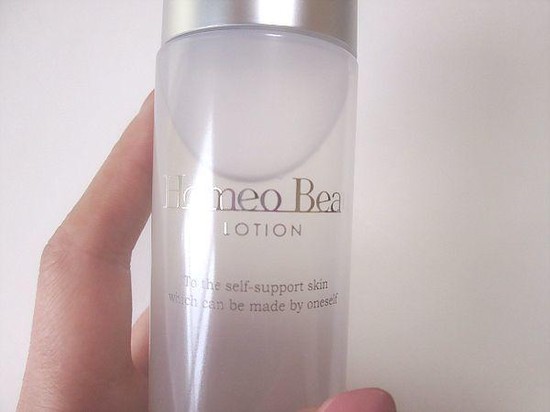 Homeo Bea
LOTION
To the self-support skin
which can be made by oneself